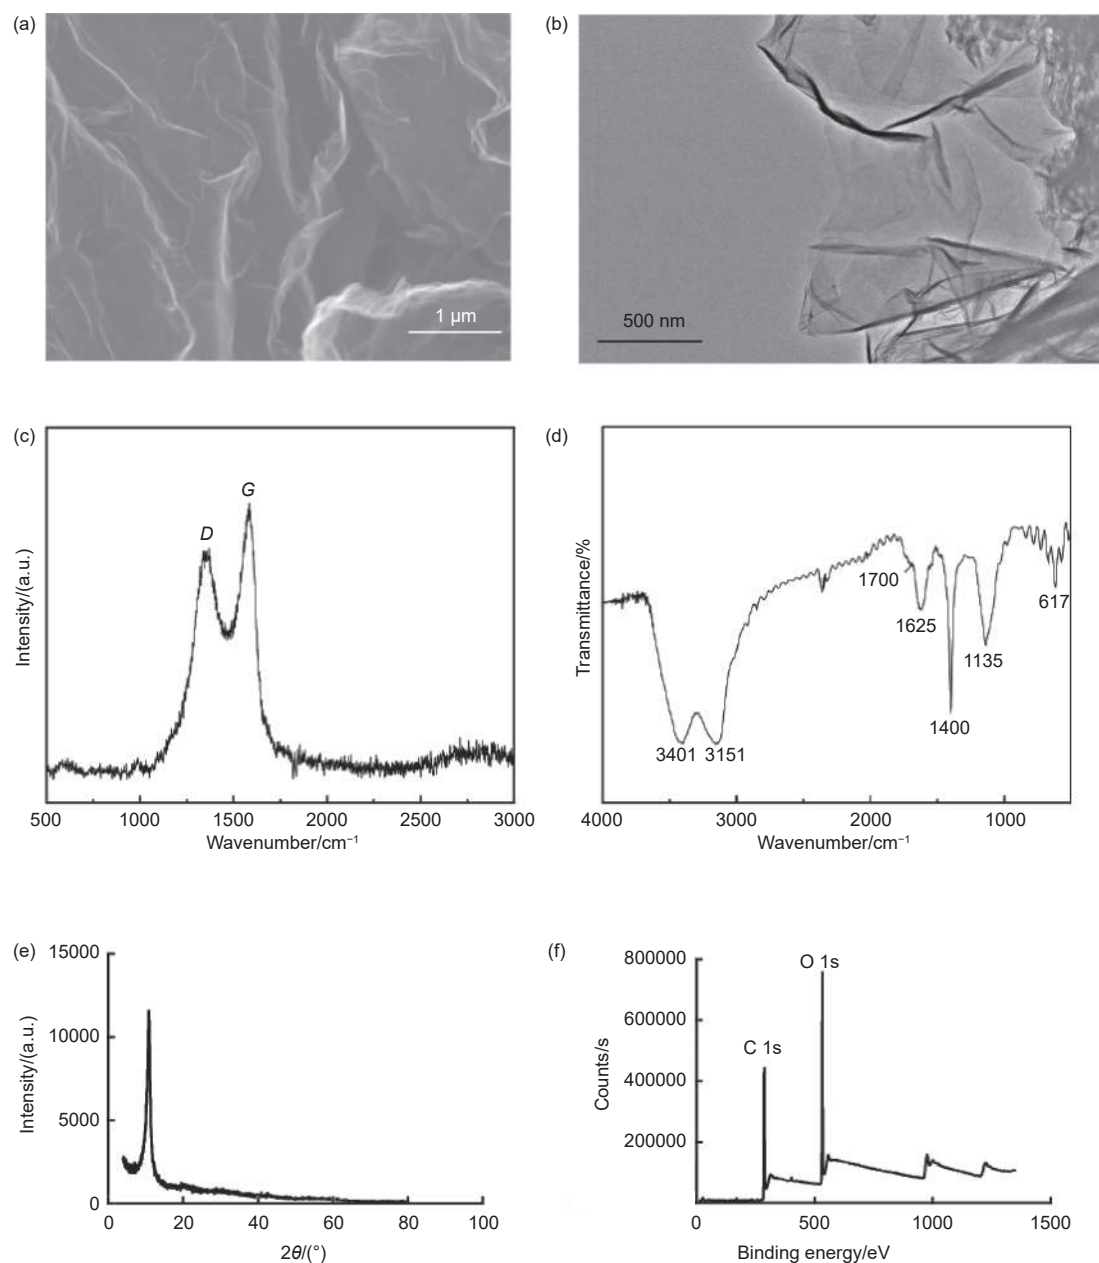 (a)
1 μm
(b)
500 nm
(c)
D
G
Intensity/(a.u.)
500 1000 1500 2000 2500 3000
Wavenumber/cm⁻¹
(d)
Transmittance/%
3401 3151
1700
1625
1400
1135
617
4000 3000 2000 1000
Wavenumber/cm⁻¹
(e)
15000
10000
5000
0
Intensity/(a.u.)
0 20 40 60 80 100
2θ/(°)
(f)
800000
600000
400000
200000
Counts/s
C 1s
O 1s
0 500 1000 1500
Binding energy/eV